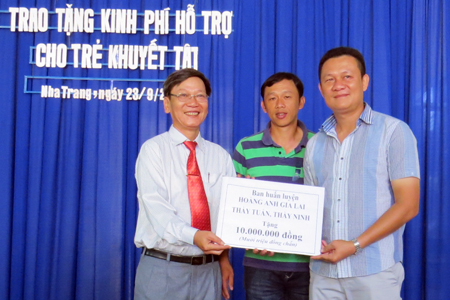 TRAO TẶNG KINH PHÍ HỖ TRỢ
CHO TRẺ KHUYẾT TẬT
Nha Trang, ngày 23/9/
Ban huấn luyện
HOÀNG ANH GIA LAI
THẦY TUẤN, THẦY NINH
Tặng
10,000,000 đồng
(Mười triệu đồng chẵn)